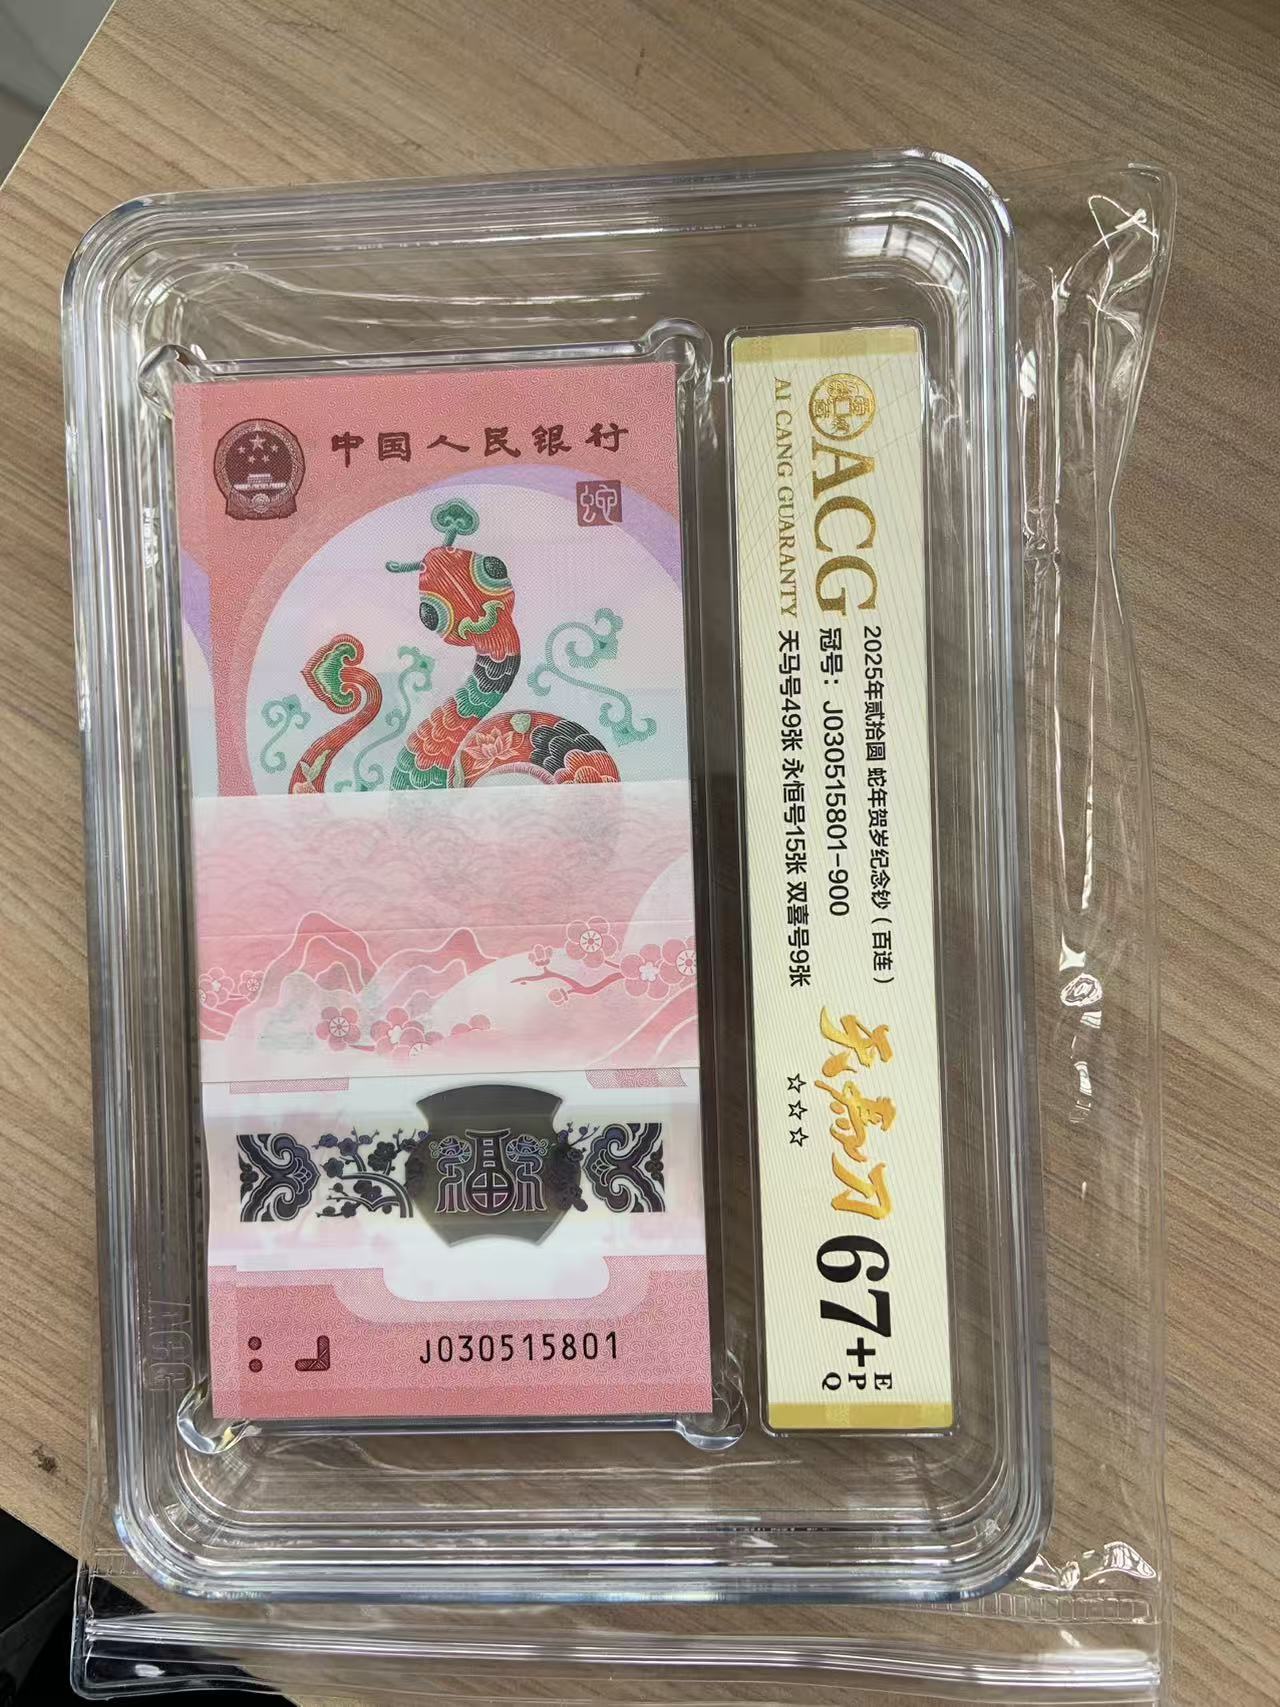 中国人民银行
蛇
福
J030515801
ACG
AI CANG GUARANTY
2025年贰拾圆 蛇年贺岁纪念钞（百连）
冠号：J030515801-900
天马号49张 永恒号15张 双喜号9张
天马刀
☆☆☆
67+
E
P
Q
ACG